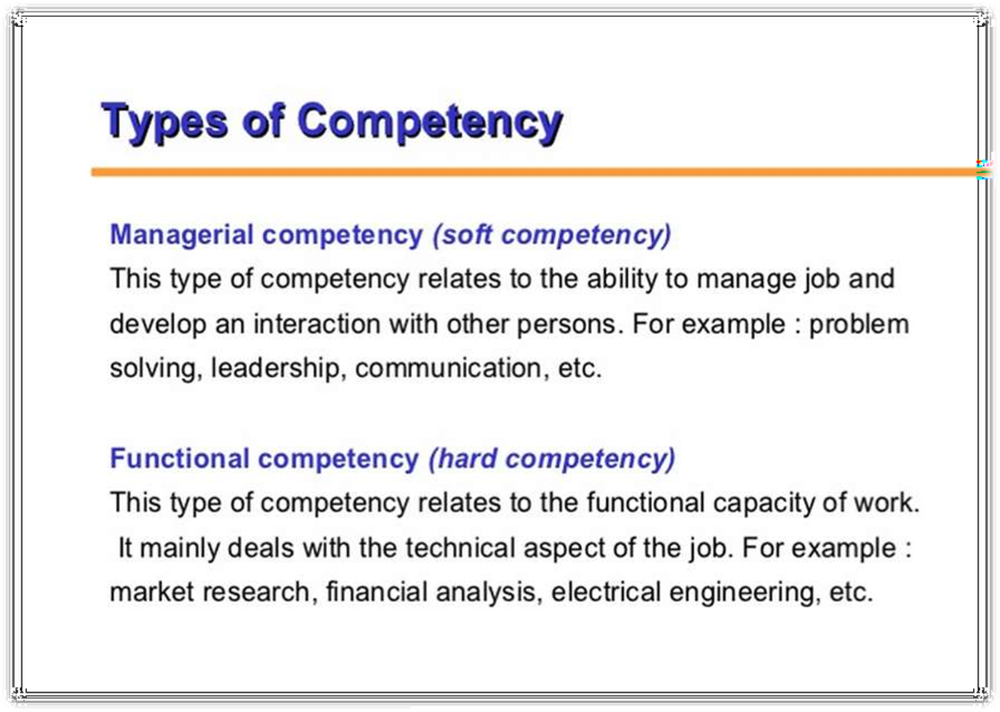 Types of Competency
Managerial competency (soft competency)
This type of competency relates to the ability to manage job and
develop an interaction with other persons. For example : problem
solving, leadership, communication, etc.
Functional competency (hard competency)
This type of competency relates to the functional capacity of work.
It mainly deals with the technical aspect of the job. For example :
market research, financial analysis, electrical engineering, etc.